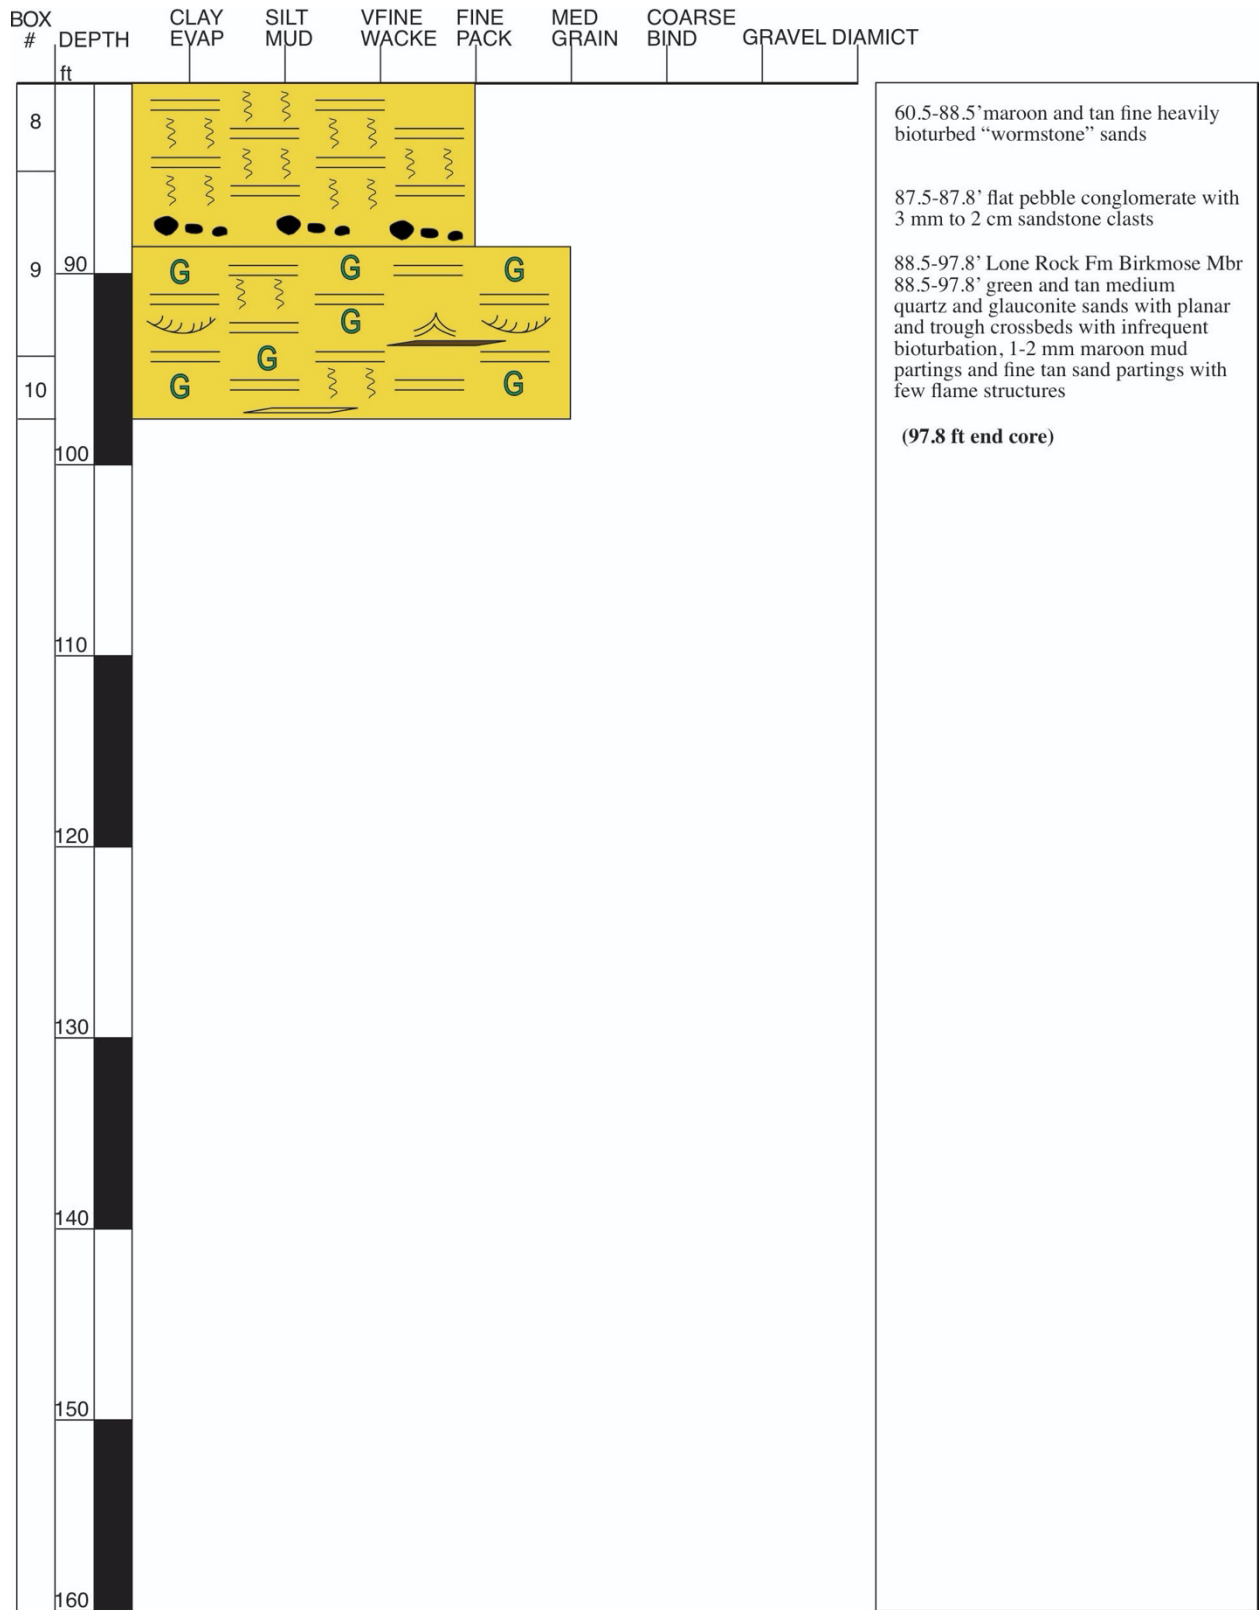 BOX #
DEPTH
ft
CLAY EVAP
SILT MUD
VFINE WACKE
FINE PACK
MED GRAIN
COARSE BIND
GRAVEL
DIAMICT
8
9
10
90
100
110
120
130
140
150
160
G G G
G
G
G G
60.5-88.5’maroon and tan fine heavily
bioturbed “wormstone” sands
87.5-87.8’ flat pebble conglomerate with
3 mm to 2 cm sandstone clasts
88.5-97.8’ Lone Rock Fm Birkmose Mbr
88.5-97.8’ green and tan medium
quartz and glauconite sands with planar
and trough crossbeds with infrequent
bioturbation, 1-2 mm maroon mud
partings and fine tan sand partings with
few flame structures
(97.8 ft end core)